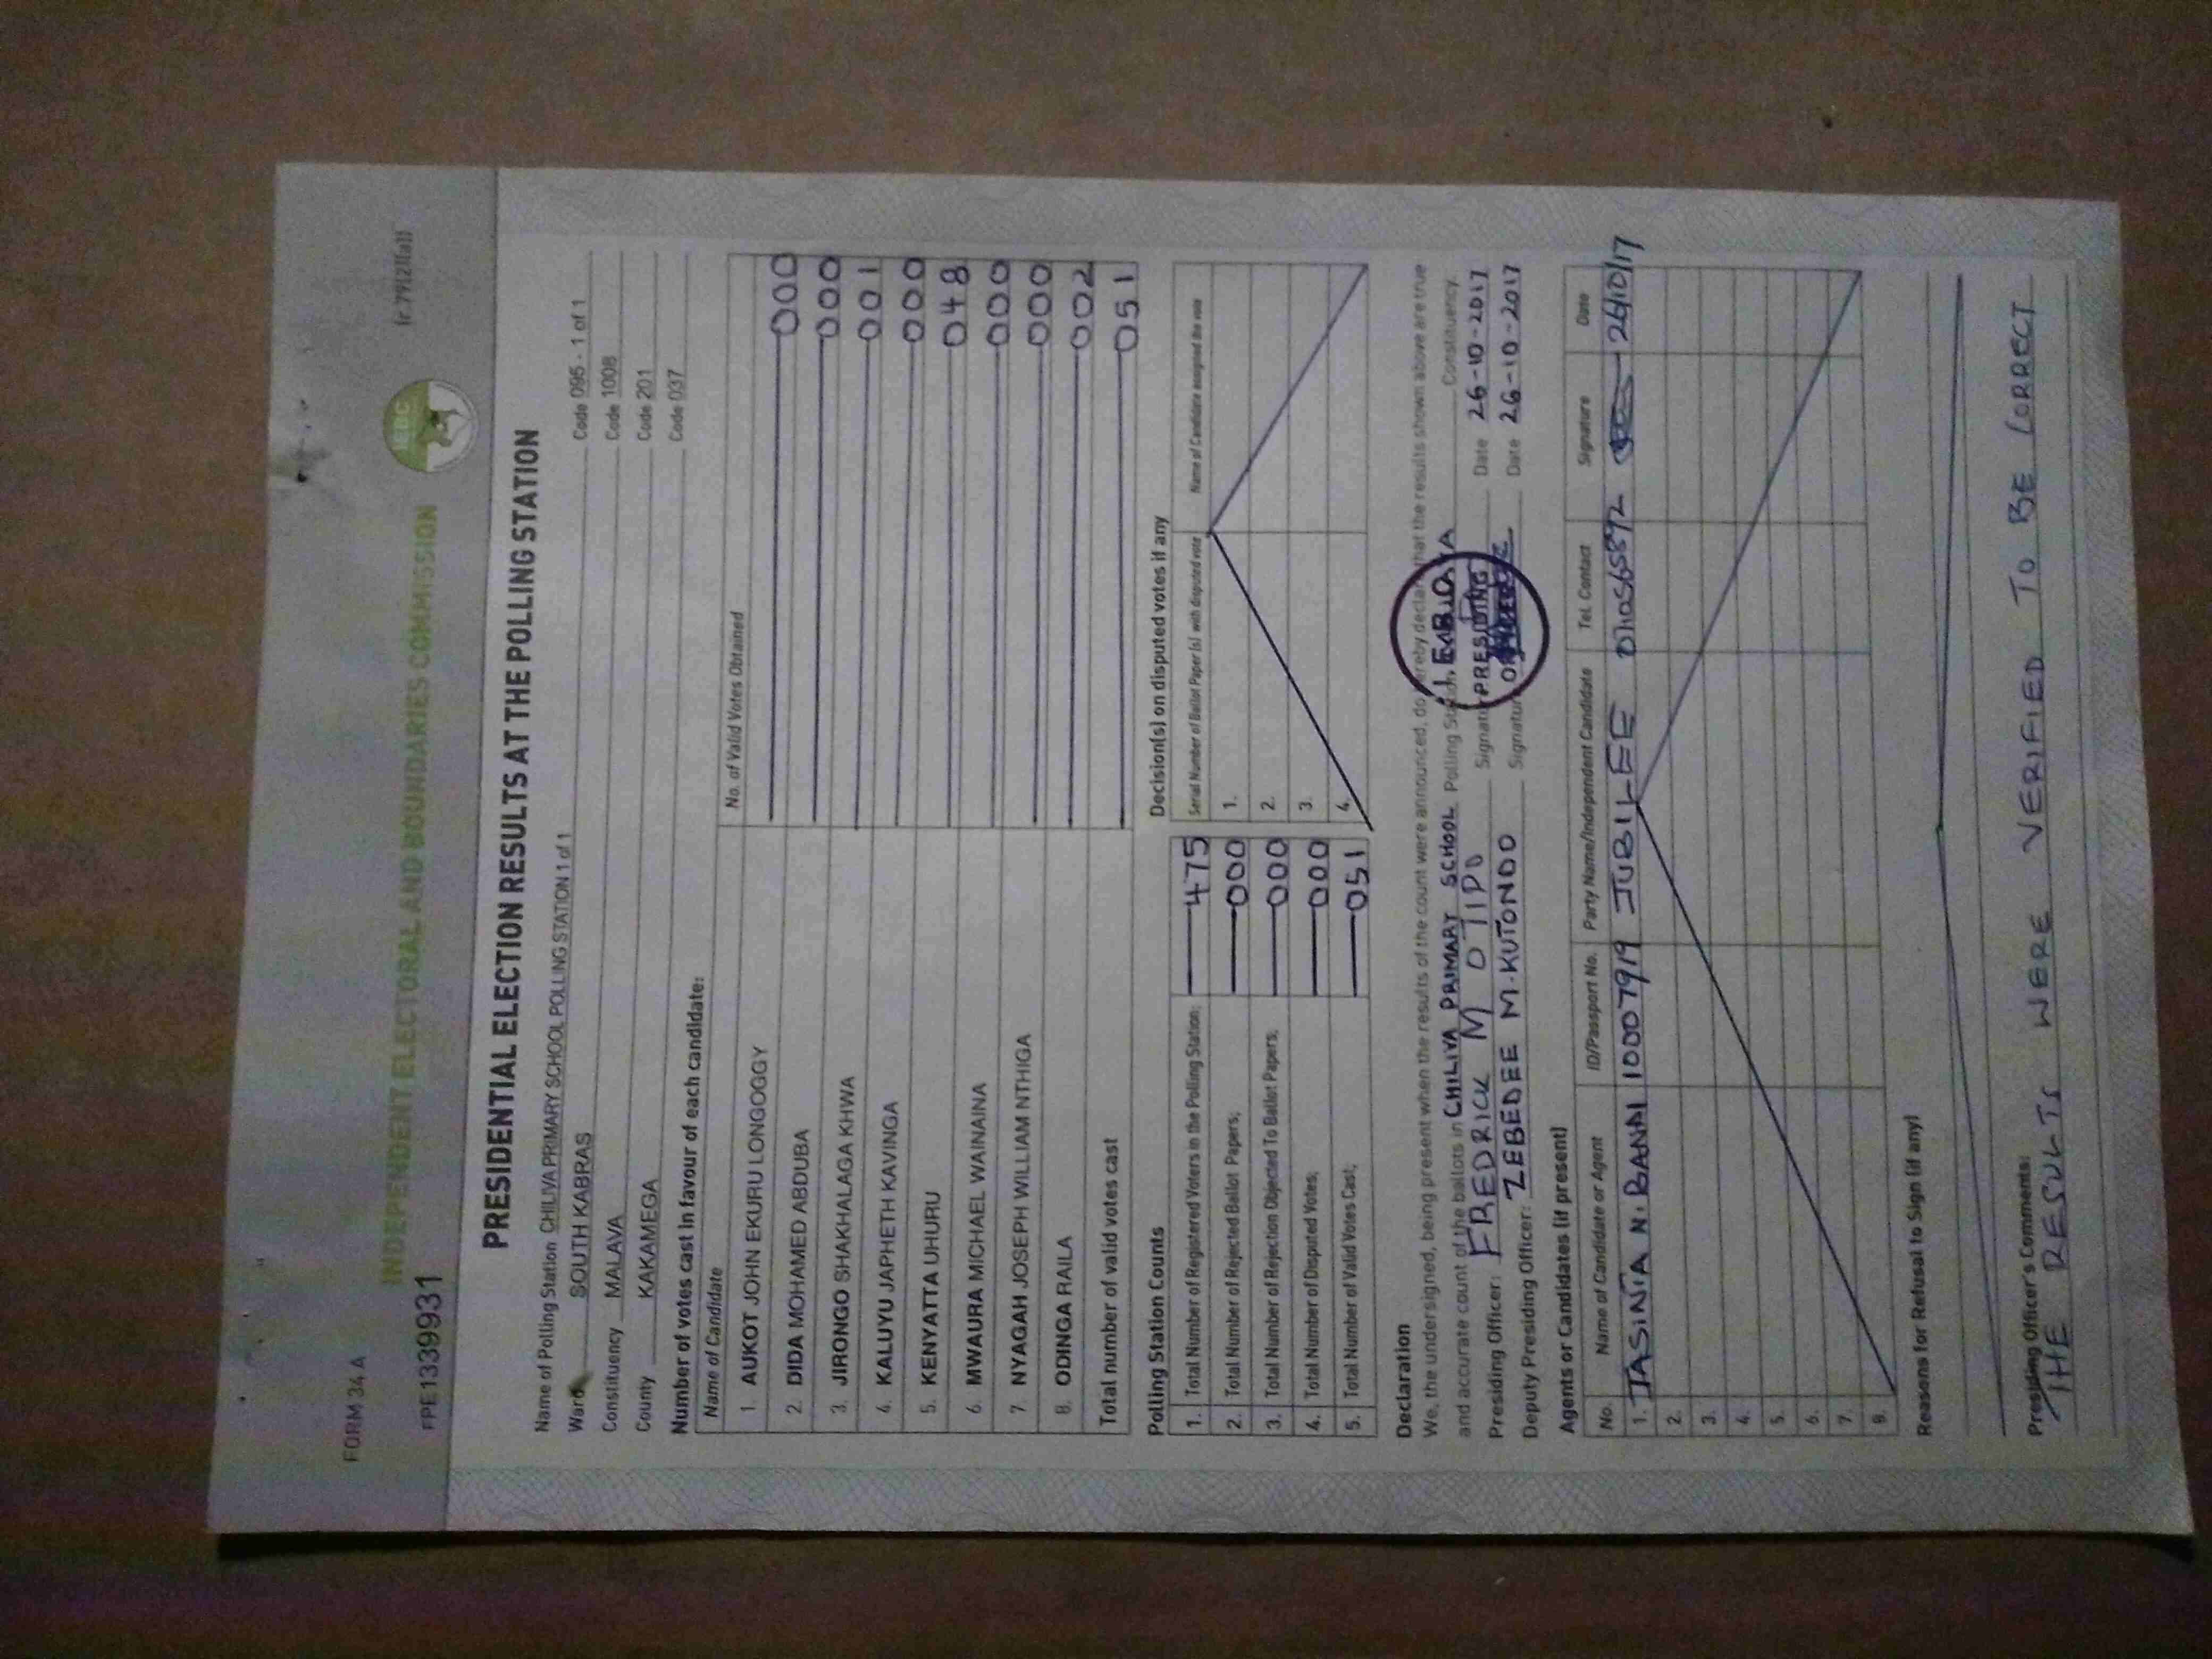 FORM 34 A
(r.79(2)(a))
INDEPENDENT ELECTORAL AND BOUNDARIES COMMISSION
IEBC
FPE1339931
PRESIDENTIAL ELECTION RESULTS AT THE POLLING STATION
Name of Polling Station CHILIVA PRIMARY SCHOOL POLLING STATION 1 of 1 Code 095 - 1 of 1
Ward SOUTH KABRAS Code 1008
Constituency MALAVA Code 201
County KAKAMEGA Code 037
Number of votes cast in favour of each candidate:
Name of Candidate No. of Valid Votes Obtained
1. AUKOT JOHN EKURU LONGOGGY 000
2. DIDA MOHAMED ABDUBA 000
3. JIRONGO SHAKHALAGA KHWA 001
4. KALUYU JAPHETH KAVINGA 000
5. KENYATTA UHURU 048
6. MWAURA MICHAEL WAINAINA 000
7. NYAGAH JOSEPH WILLIAM NTHIGA 000
8. ODINGA RAILA 002
Total number of valid votes cast 051
Polling Station Counts
1. Total Number of Registered Voters in the Polling Station; 475
2. Total Number of Rejected Ballot Papers; 000
3. Total Number of Rejection Objected To Ballot Papers; 000
4. Total Number of Disputed Votes; 000
5. Total Number of Valid Votes Cast; 051
Decision(s) on disputed votes if any
Serial Number of Ballot Paper (s) with disputed vote Name of Candidate assigned the vote
1.
2.
3.
4.
Declaration
We, the undersigned, being present when the results of the count were announced, do hereby declare that the results shown above are true
and accurate count of the ballots in CHILIVA PRIMARY SCHOOL Polling Station, Constituency.
Presiding Officer: FREDRICK M OTIPO Signature Date 26-10-2017
Deputy Presiding Officer: ZEBEDEE M. KUTONDO Signature Date 26-10-2017
PRESIDING
Agents or Candidates (if present)
No. Name of Candidate or Agent ID/Passport No. Party Name/Independent Candidate Tel. Contact Signature Date
1. 10007919 JUBILEE 26/10/17
2.
3.
4.
5.
6.
7.
8.
Reasons for Refusal to Sign (if any)
Presiding Officer's Comments:
THE RESULTS WERE VERIFIED TO BE CORRECT